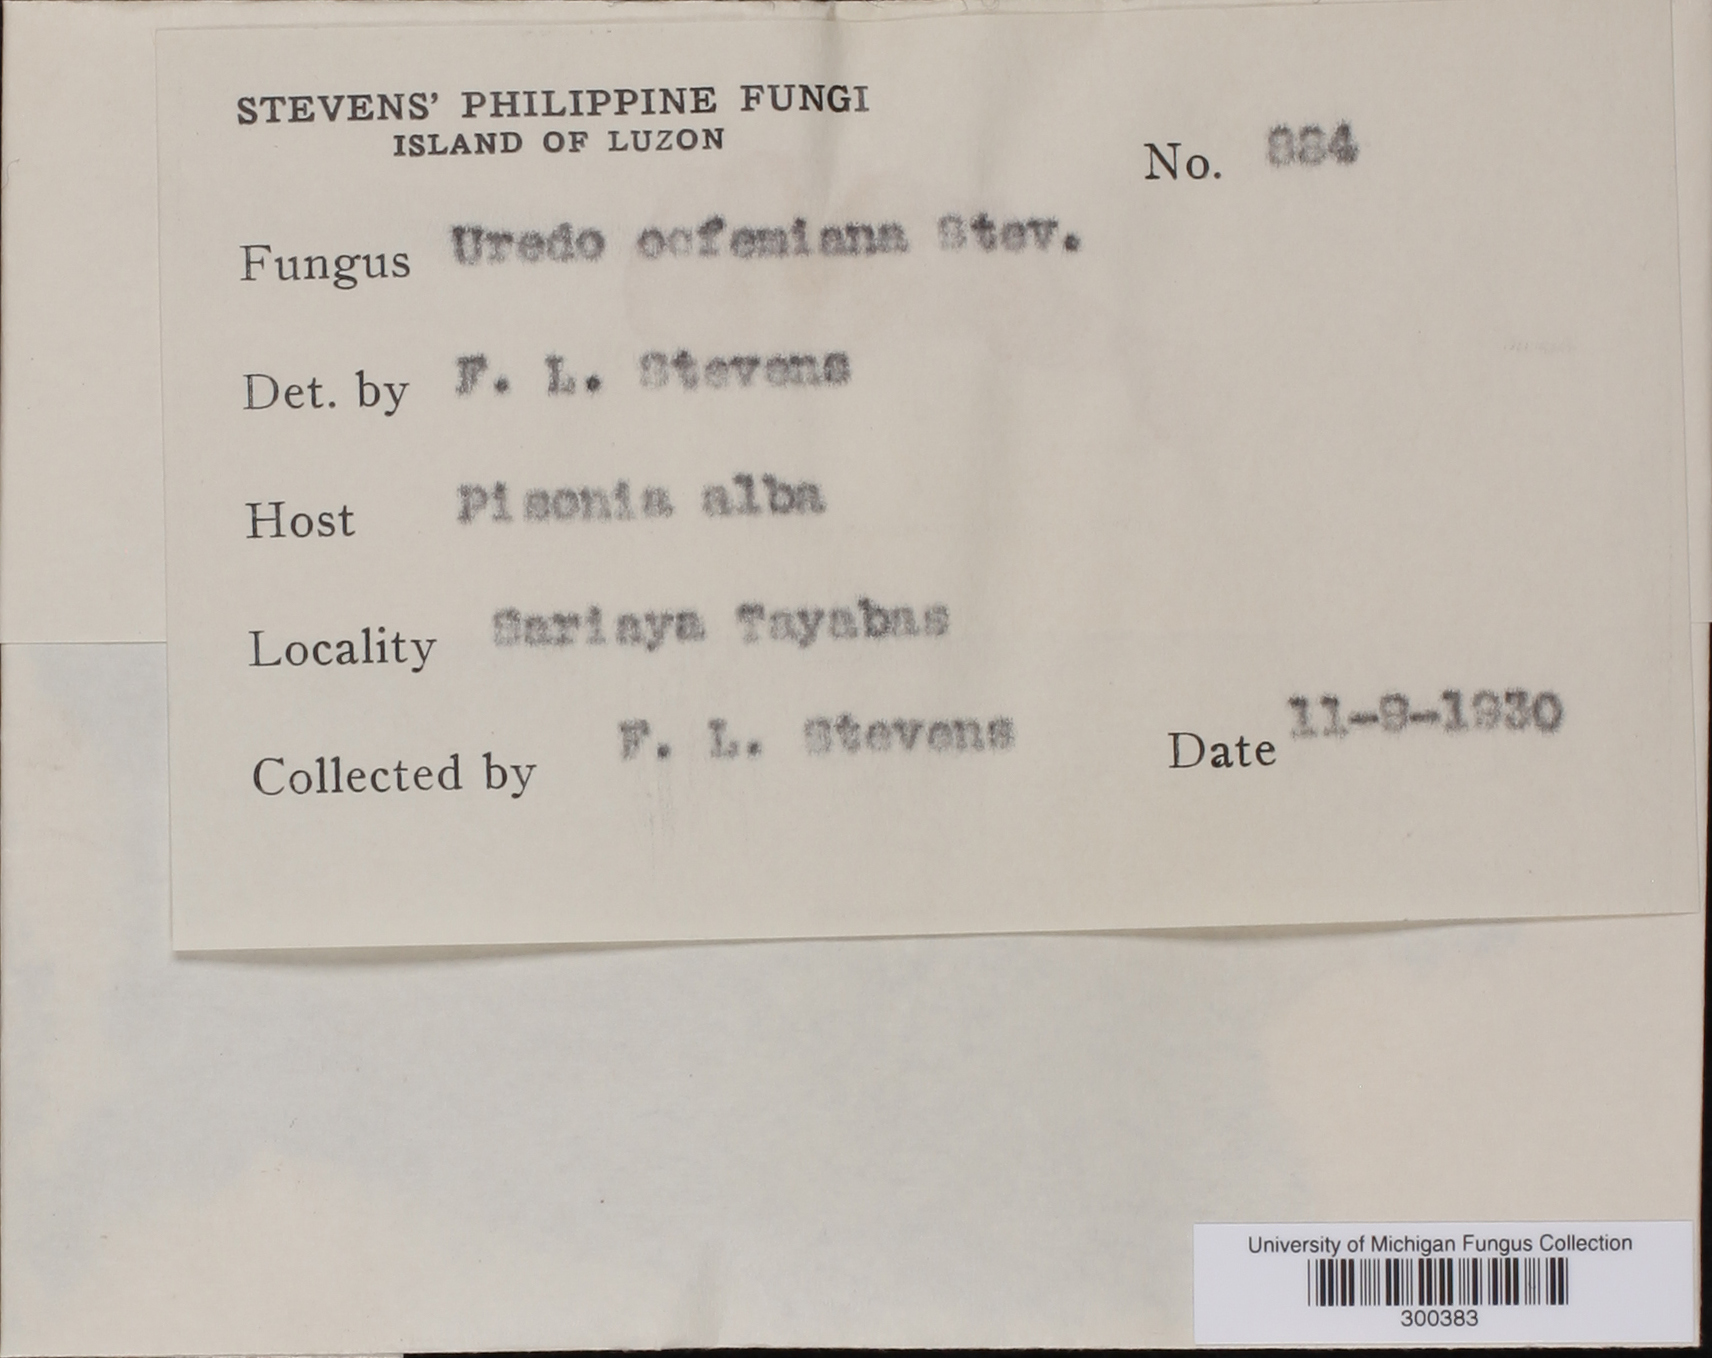 STEVENS' PHILIPPINE FUNGI
ISLAND OF LUZON
No.
Fungus Uredo ocfemiana Stev.
Det. by F. L. Stevens
Host Pisonia alba
Locality Sariaya Tayabas
Collected by F. L. Stevens
Date 11-9-1930
University of Michigan Fungus Collection
300383